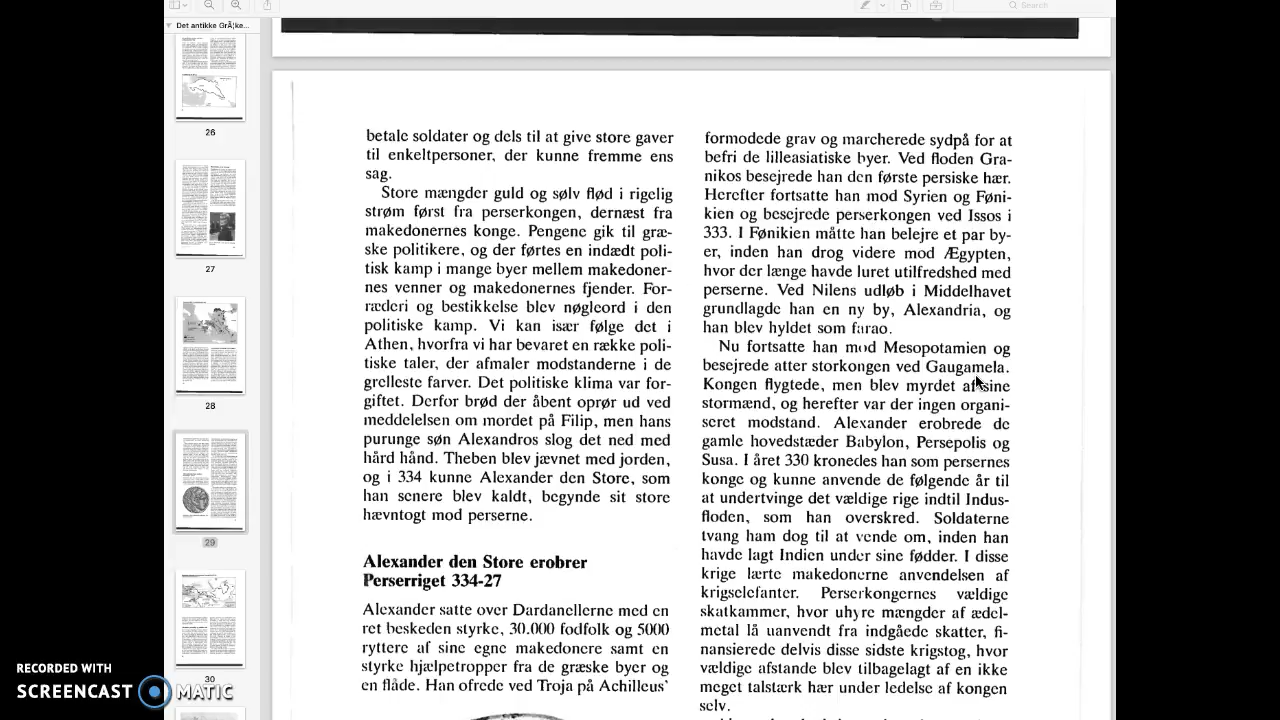 Search
Det antikke GrÃ¦ke...
26
27
28
29
30
betale soldater og dels til at give store gaver
til enkeltpersoner, der kunne fremme ens
sag.
Store mængder guld og sølv flød i rigelig
strøm først fra perserkongen, dernæst fra
makedonernes konge. Pengene gik til græ-
ske politikere, og der førtes en indædt poli-
tisk kamp i mange byer mellem makedoner-
nes venner og makedonernes fjender. For-
ræderi og bestikkelse blev nøgleord i den
politiske kamp. Vi kan især følge det i
Athen, hvorfra vi har bevaret en række poli-
tiske taler, der afmaler modstanderne i de
grelleste farver. Det politiske klima var for-
giftet. Derfor brød der åbent oprør ud ved
meddelelsen om mordet på Filip, men hans
purunge søn Alexandros slog det ned med
hård hånd. Theben blev jævnet med jorden,
og i 334 kunne Alexander den Store, som
han senere blev kaldt, begynde sit store
hævntogt mod perserne.
Alexander den Store erobrer
Perserriget 334-27
Alexander satte over Dardanellerne med en
ret beskeden styrke, 30.000 fodfolk og 5000
ryttere af sine egne makedonere samt en
styrke hjælpetropper fra de græske byer og
en flåde. Han ofrede ved Troja på Achilleus'
formodede grav og marcherede sydpå for at
befri de lilleasiatiske byer. Ved floden Gra-
nikos besejrede han den første persiske hær.
Herefter fortsatte han mod Syrien og Føni-
kien og besejrede perserkongen ved Issos i
333. I Fønikien måtte han belejre et par by-
er, inden han drog videre mod Ægypten,
hvor der længe havde luret utilfredshed med
perserne. Ved Nilens udløb i Middelhavet
grundlagde han en ny by, Alexandria, og
han blev hyldet som farao.
Nu fortsatte han mod Mesopotamien og
besejrede atter storkongen ved Gaugamela.
Kongen flygtede, men blev myrdet af sine
stormænd, og herefter var der ingen organi-
seret modstand. Alexander erobrede de
gamle hovedstæder Babylon, Persepolis og
Susa. I året 330 kronedes han som persernes
konge og kunne anvende de følgende år til
at undertvinge det vældige rige indtil Indus-
floden, som han overskred. Soldaterne
tvang ham dog til at vende om, inden han
havde lagt Indien under sine fødder. I disse
krige lærte makedonerne anvendelsen af
krigselefanter. Perserkongernes vældige
skatkammer, hvor uhyre mængder af ædel-
metal lå uanvendt fra indgåede skatter, fi-
nansierede delvis disse sidste krigstog, hvor
vældige afstande blev tilbagelagt af en ikke
meget talstærk hær under ledelse af kongen
selv.
RECORDED WITH
SCREENCAST MATIC